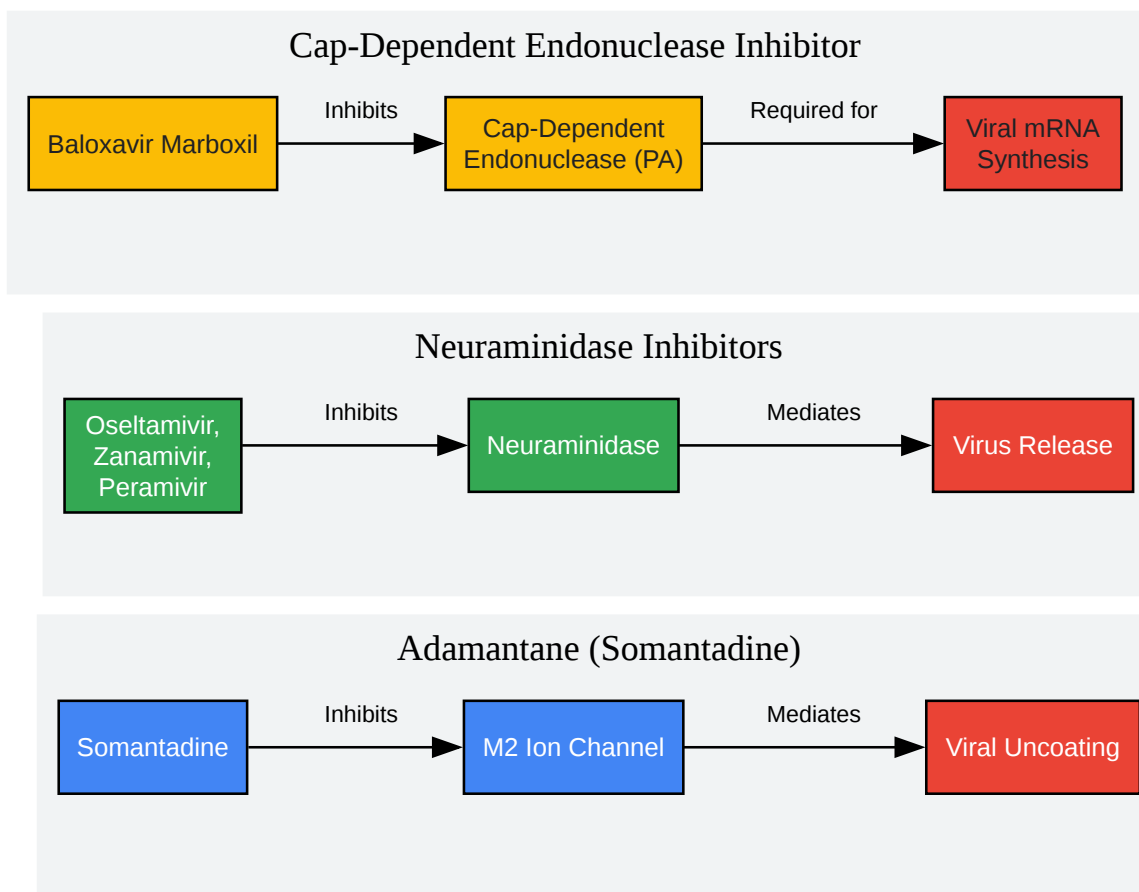 Cap-Dependent Endonuclease Inhibitor
Baloxavir Marboxil
Inhibits
Cap-Dependent
Endonuclease (PA)
Required for
Viral mRNA
Synthesis
Neuraminidase Inhibitors
Oseltamivir,
Zanamivir,
Peramivir
Inhibits
Neuraminidase
Mediates
Virus Release
Adamantane (Somantadine)
Somantadine
Inhibits
M2 Ion Channel
Mediates
Viral Uncoating